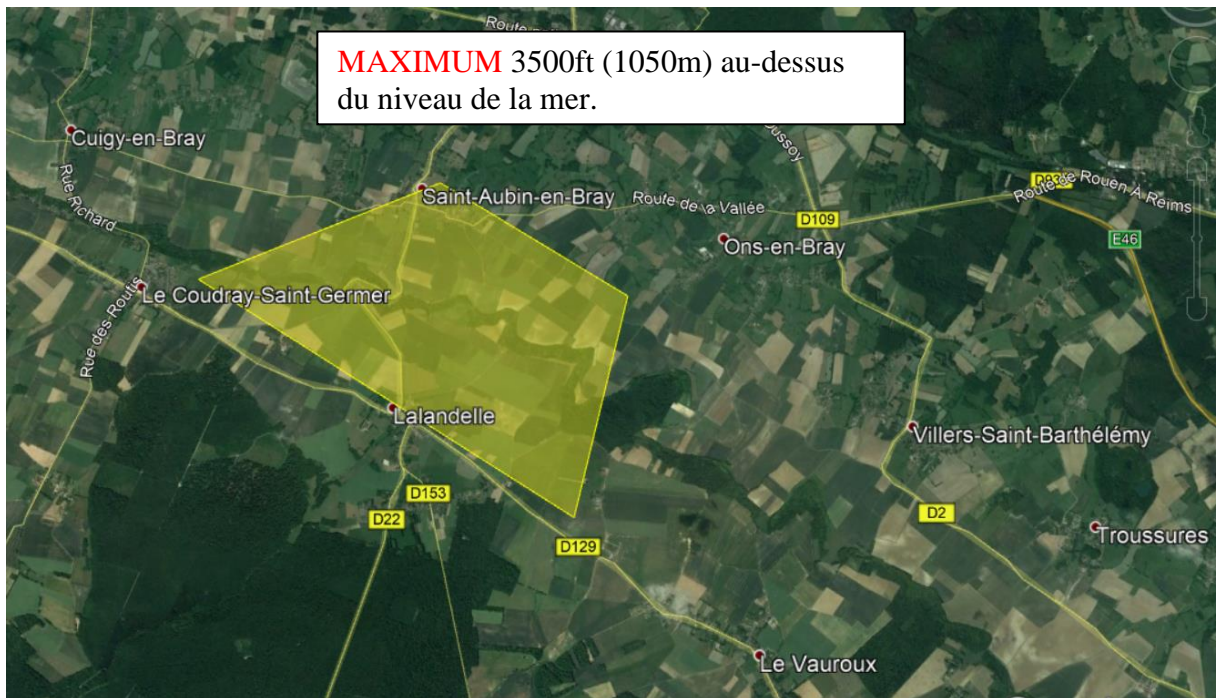 MAXIMUM 3500ft (1050m) au-dessus
du niveau de la mer.
Cuigy-en-Bray
Rue Richard
Saint-Aubin-en-Bray
Route de la Vallée
D109
Route de Rouen À Reims
E46
Ons-en-Bray
Le Coudray-Saint-Germer
Rue des Routis
Lalandelle
Villers-Saint-Barthélémy
D153
D22
D2
D129
Troussures
Le Vauroux